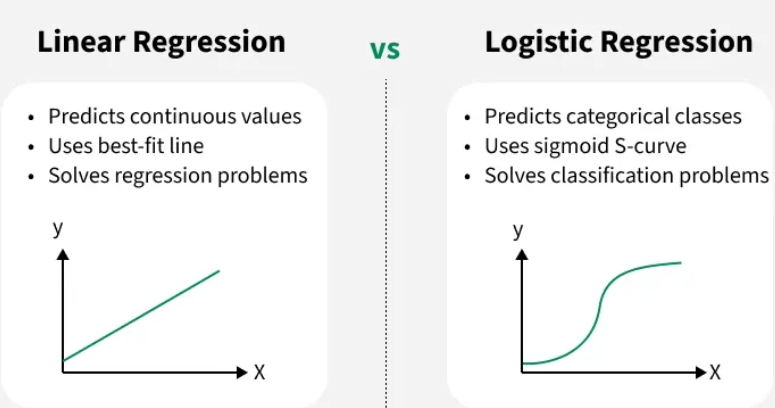 Linear Regression
vs
Logistic Regression
• Predicts continuous values
• Uses best-fit line
• Solves regression problems
y
X
• Predicts categorical classes
• Uses sigmoid S-curve
• Solves classification problems
y
X